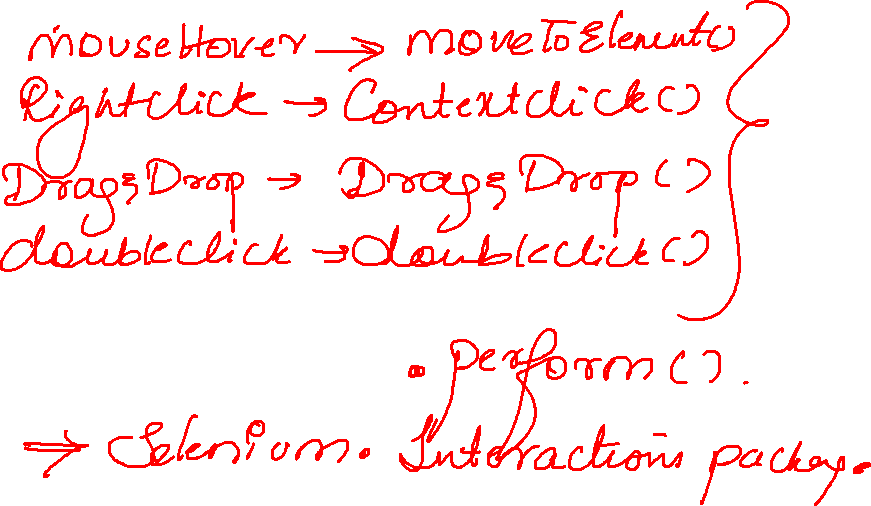 mouseHover → moveToElement()
RightClick → Contextclick()
Drag&Drop → Drag&Drop()
doubleclick → doubleclick()
.perform().
⇒ Selenium. Interactions package.